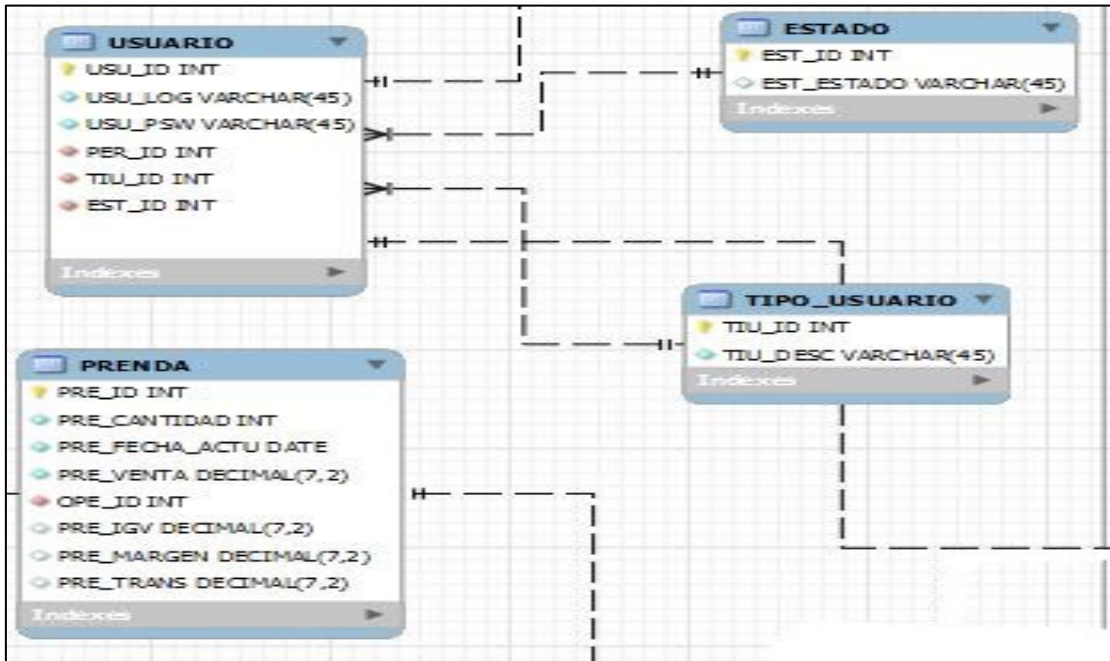 USUARIO
USU_ID INT
USU_LOG VARCHAR(45)
USU_PSW VARCHAR(45)
PER_ID INT
TIU_ID INT
EST_ID INT
Indexes
ESTADO
EST_ID INT
EST_ESTADO VARCHAR(45)
Indexes
TIPO_USUARIO
TIU_ID INT
TIU_DESC VARCHAR(45)
Indexes
PRENDA
PRE_ID INT
PRE_CANTIDAD INT
PRE_FECHA_ACTU DATE
PRE_VENTA DECIMAL(7,2)
OPE_ID INT
PRE_IGV DECIMAL(7,2)
PRE_MARGEN DECIMAL(7,2)
PRE_TRANS DECIMAL(7,2)
Indexes